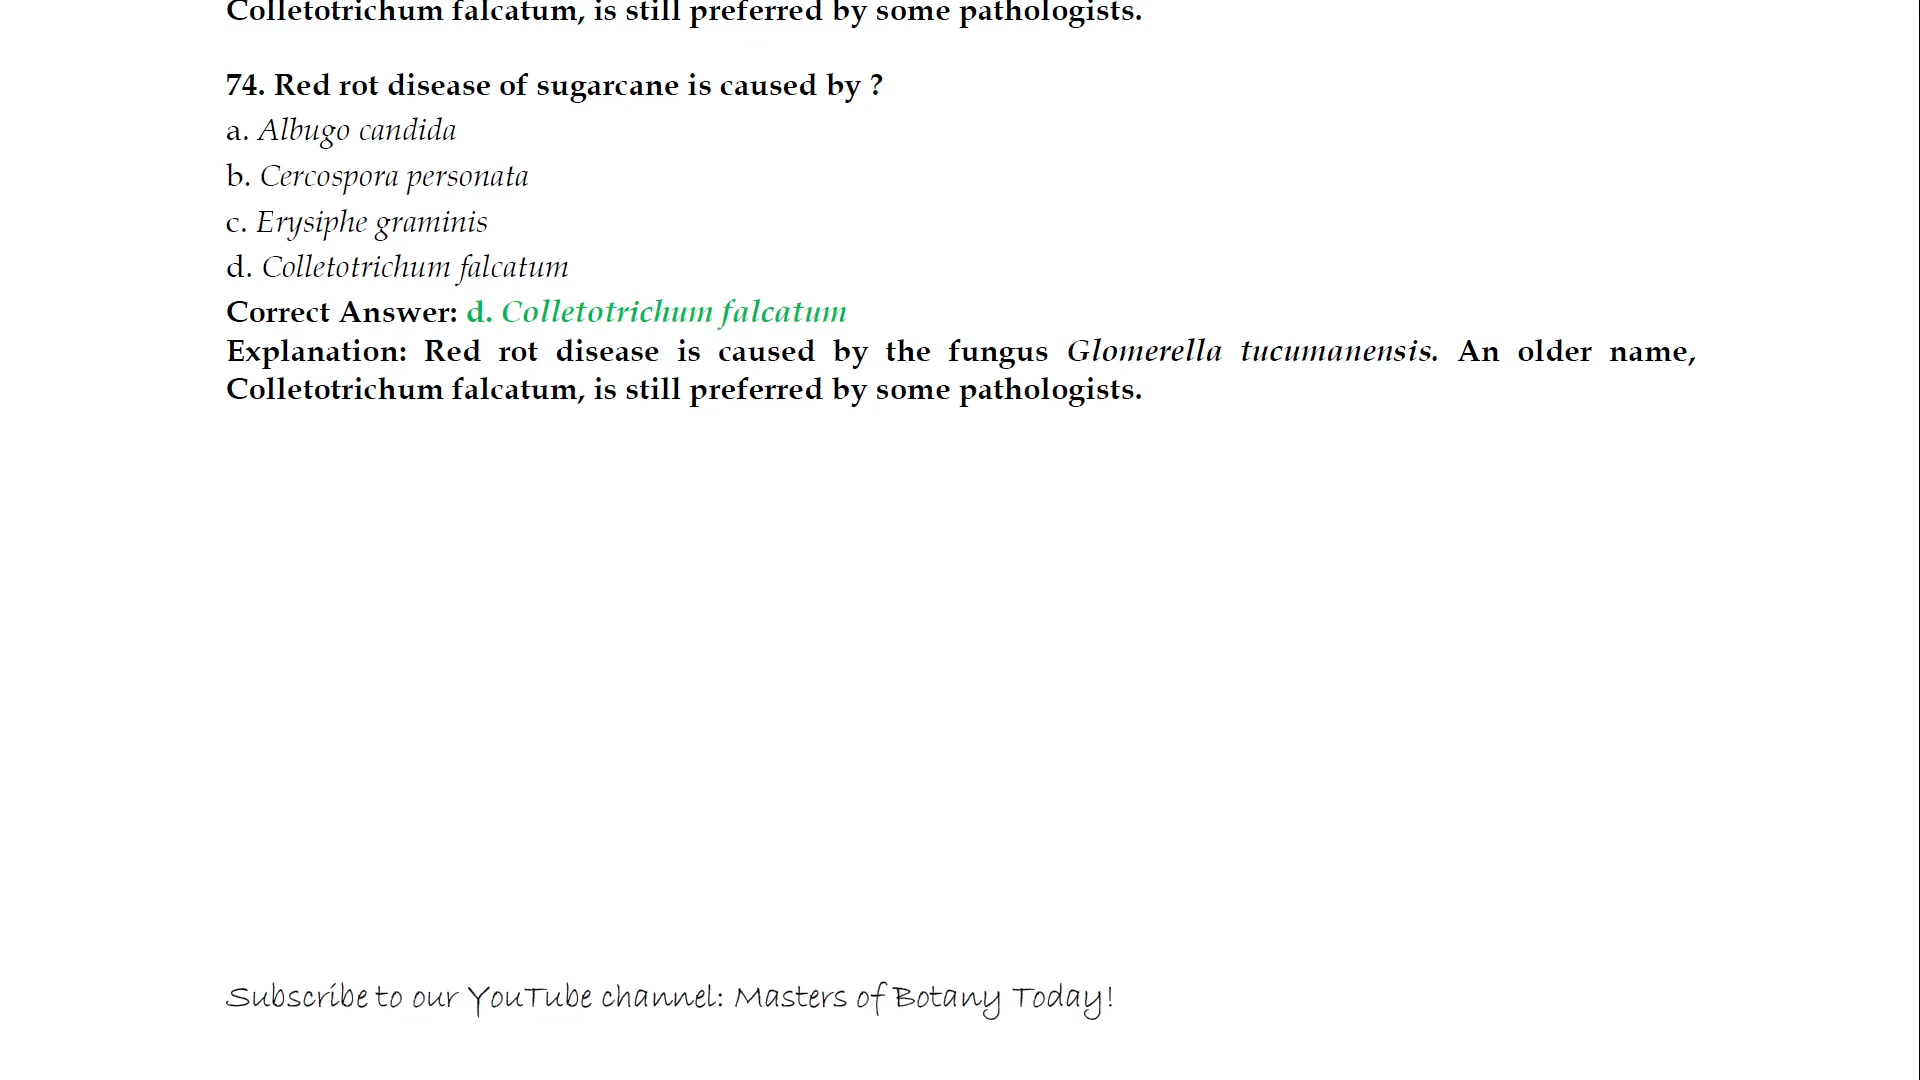 Colletotrichum falcatum, is still preferred by some pathologists.
74. Red rot disease of sugarcane is caused by ?
a. Albugo candida
b. Cercospora personata
c. Erysiphe graminis
d. Colletotrichum falcatum
Correct Answer: d. Colletotrichum falcatum
Explanation: Red rot disease is caused by the fungus Glomerella tucumanensis. An older name,
Colletotrichum falcatum, is still preferred by some pathologists.
Subscribe to our YouTube channel: Masters of Botany Today!